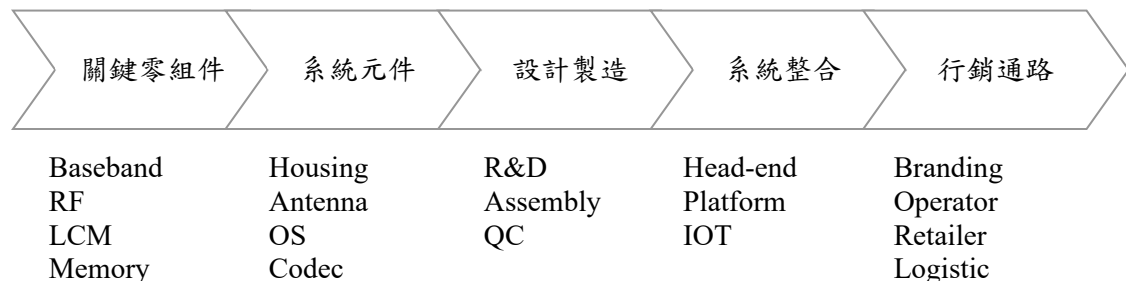 關鍵零組件
系統元件
設計製造
系統整合
行銷通路
Baseband
RF
LCM
Memory
Housing
Antenna
OS
Codec
R&D
Assembly
QC
Head-end
Platform
IOT
Branding
Operator
Retailer
Logistic